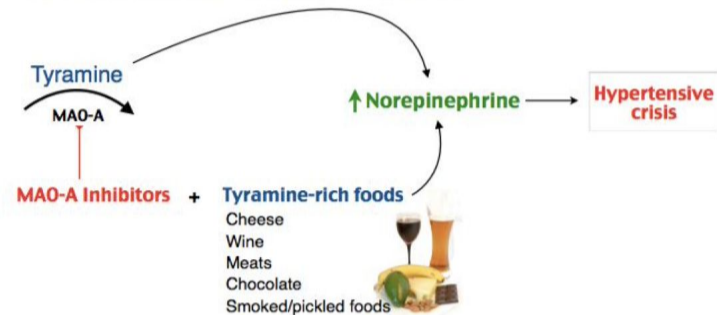 Tyramine
MAO-A
↑ Norepinephrine
Hypertensive
crisis
MAO-A Inhibitors + Tyramine-rich foods
Cheese
Wine
Meats
Chocolate
Smoked/pickled foods